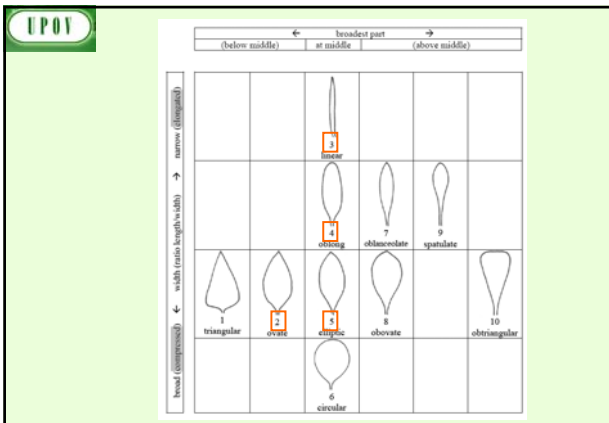 UPOV
← broadest part →
(below middle) at middle (above middle)
broad (compressed) ← width (ratio length/width) → narrow (elongated)
3
linear
4 7 9
oblong oblanceolate spatulate
1 2 5 8 10
triangular ovate elliptic obovate obtriangular
6
circular